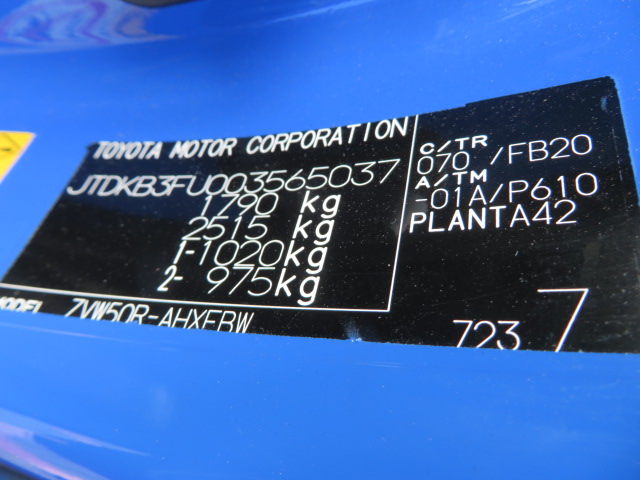 TOYOTA MOTOR CORPORATION
JTDKB3FU003565037
1790 kg
2515 kg
1-1020kg
2- 975kg
MODEL ZVW50R-AHXEBW
C/TR
070 /FB20
A/TM
-01A/P610
PLANTA42
723 7